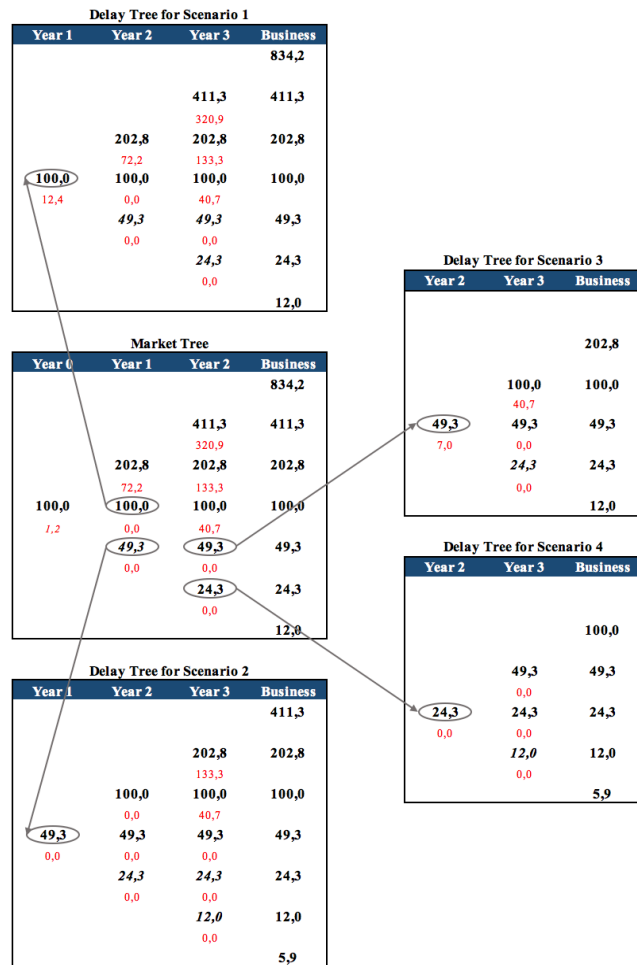 Delay Tree for Scenario 1
Year 1 Year 2 Year 3 Business
834,2
411,3 411,3
320,9
202,8 202,8 202,8
72,2 133,3
100,0 100,0 100,0 100,0
12,4 0,0 40,7
49,3 49,3 49,3
0,0 0,0
24,3 24,3
0,0
12,0
Market Tree
Year 0 Year 1 Year 2 Business
834,2
411,3 411,3
320,9
202,8 202,8 202,8
72,2 133,3
100,0 100,0 100,0 100,0
1,2 0,0 40,7
49,3 49,3 49,3
0,0 0,0
24,3 24,3
0,0
12,0
Delay Tree for Scenario 2
Year 1 Year 2 Year 3 Business
411,3
202,8 202,8
133,3
100,0 100,0 100,0
0,0 40,7
49,3 49,3 49,3 49,3
0,0 0,0 0,0
24,3 24,3 24,3
0,0 0,0
12,0 12,0
0,0
5,9
Delay Tree for Scenario 3
Year 2 Year 3 Business
202,8
100,0 100,0
40,7
49,3 49,3 49,3
7,0 0,0
24,3 24,3
0,0
12,0
Delay Tree for Scenario 4
Year 2 Year 3 Business
100,0
49,3 49,3
0,0
24,3 24,3 24,3
0,0 0,0
12,0 12,0
0,0
5,9